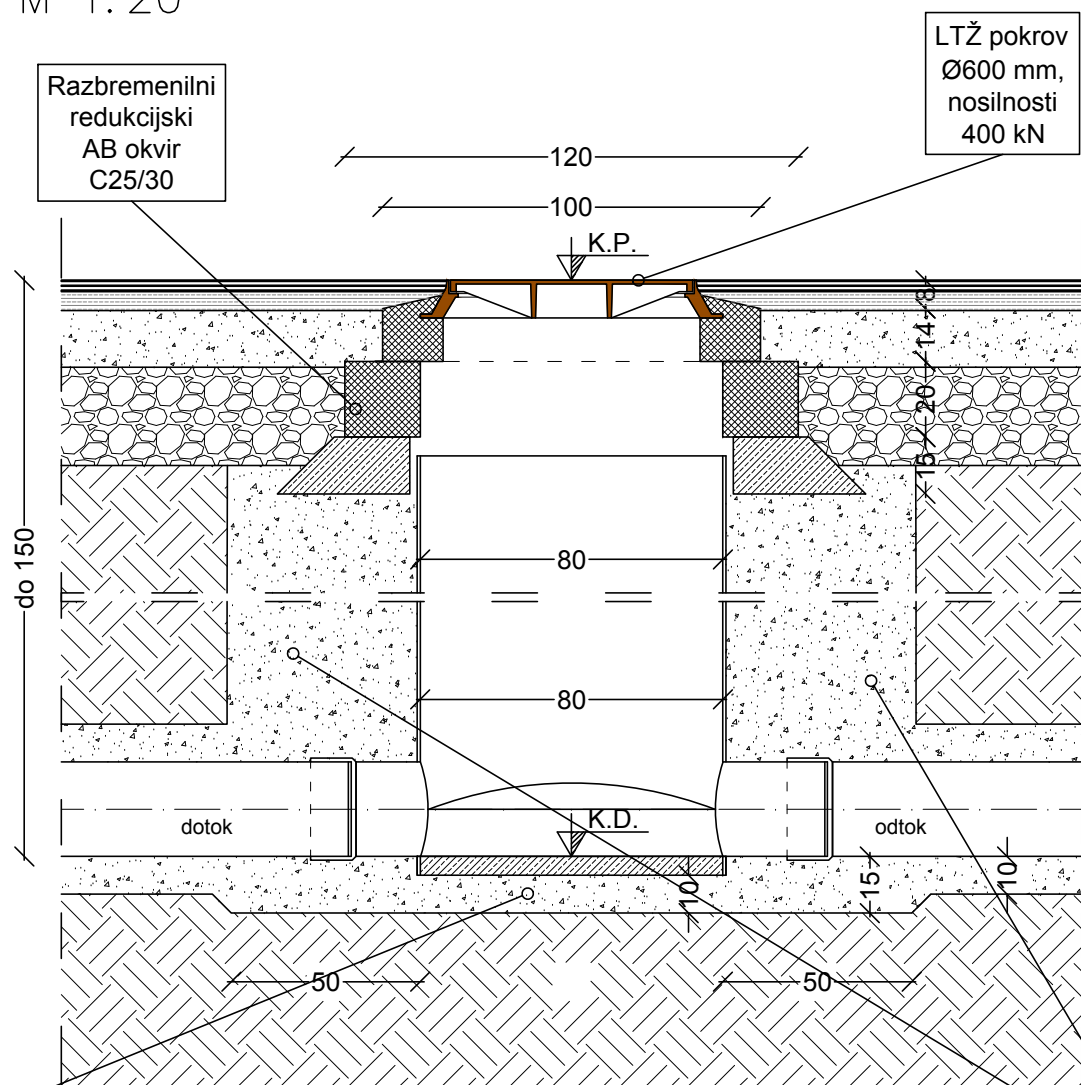 M 1:20
LTŽ pokrov
Ø600 mm,
nosilnosti
400 kN
Razbremenilni
redukcijski
AB okvir
C25/30
120
100
K.P.
8
14
20
15
do 150
80
80
dotok
K.D.
odtok
10
15
10
50
50